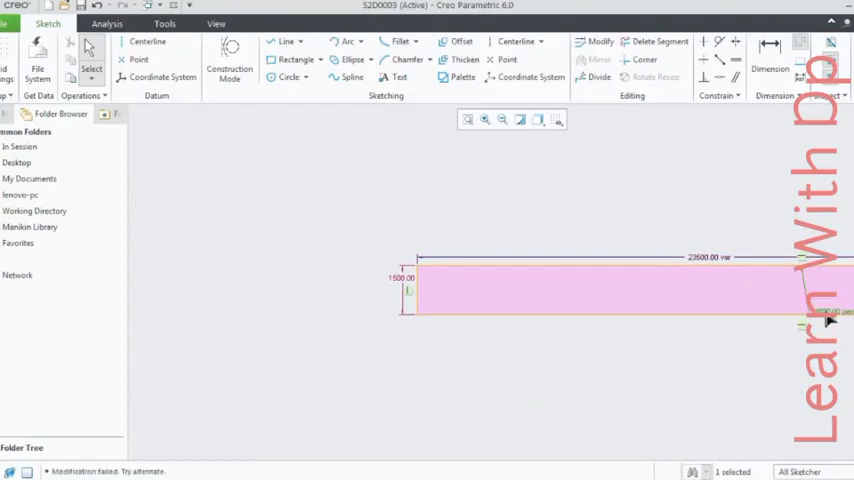 creo
S2D0003 (Active) - Creo Parametric 6.0
Sketch
Analysis
Tools
View
File System
Get Data
Select
Operations
Centerline
Point
Coordinate System
Datum
Construction Mode
Line
Rectangle
Circle
Arc
Ellipse
Spline
Fillet
Chamfer
Text
Offset
Thicken
Palette
Centerline
Point
Coordinate System
Sketching
Modify
Mirror
Divide
Delete Segment
Corner
Rotate Resize
Editing
Constrain
Dimension
Dimension
Folder Browser
In Session
Desktop
My Documents
lenovo-pc
Working Directory
Manikin Library
Favorites
Network
23600.00 var
1500.00
Learn With pp
Modification failed. Try alternate.
1 selected
All Sketcher